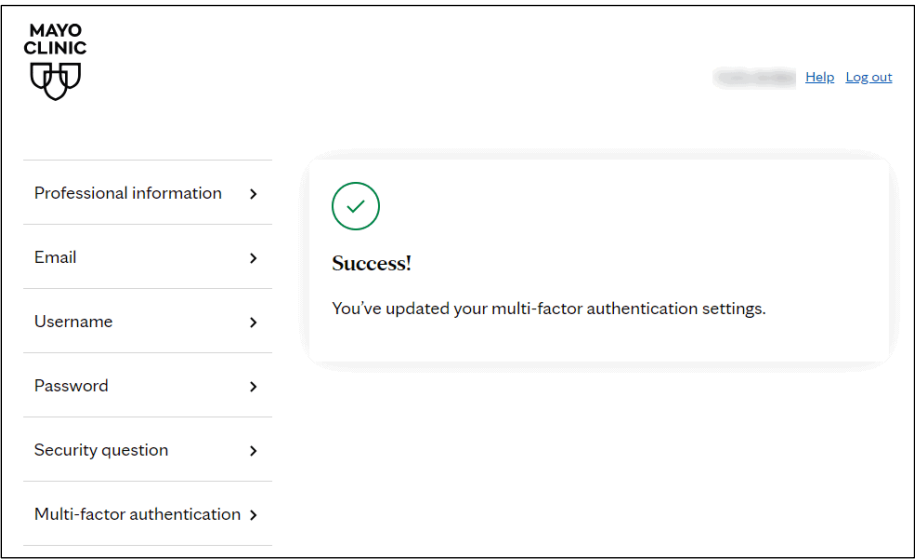 MAYO
CLINIC
Help Log out
Professional information
Email
Username
Password
Security question
Multi-factor authentication
Success!
You’ve updated your multi-factor authentication settings.